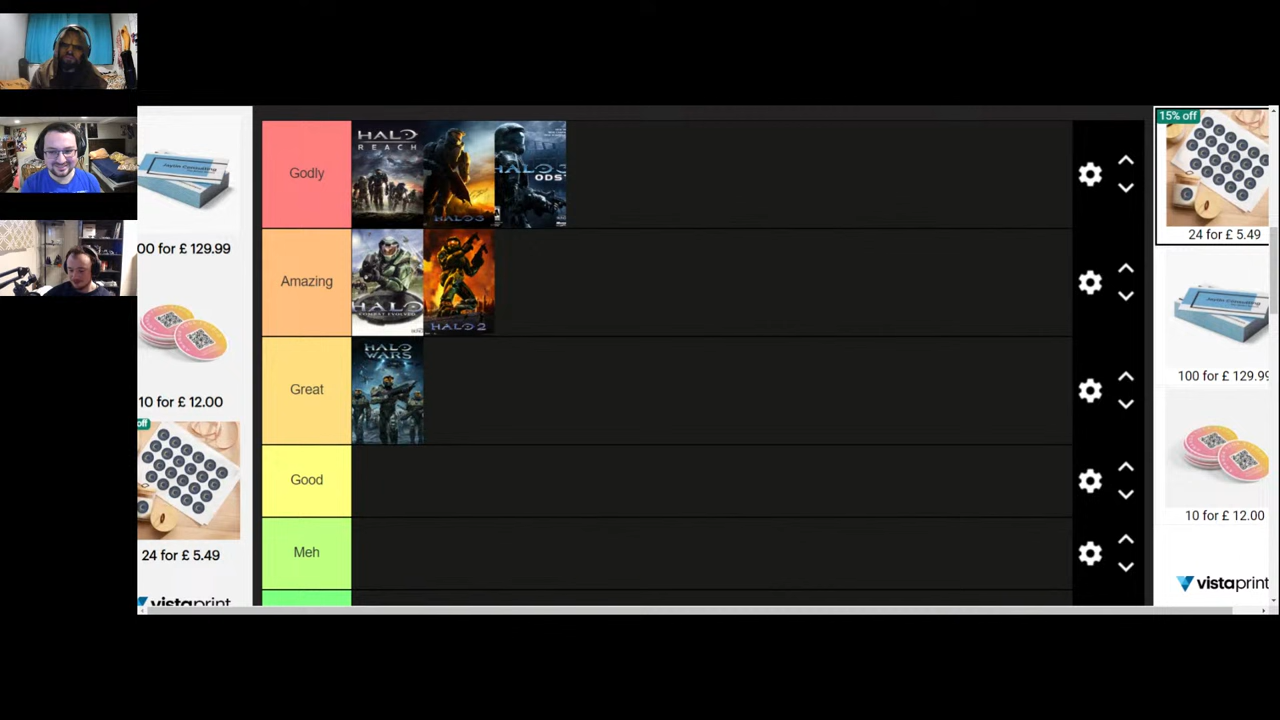 00 for £ 129.99
10 for £ 12.00
off
24 for £ 5.49
vistaprint
Godly
HALO
REACH
HALO 3
HALO 3
ODST
Amazing
HALO
COMBAT EVOLVED
HALO 2
Great
HALO
WARS
Good
Meh
15% off
24 for £ 5.49
100 for £ 129.99
10 for £ 12.00
vistaprint